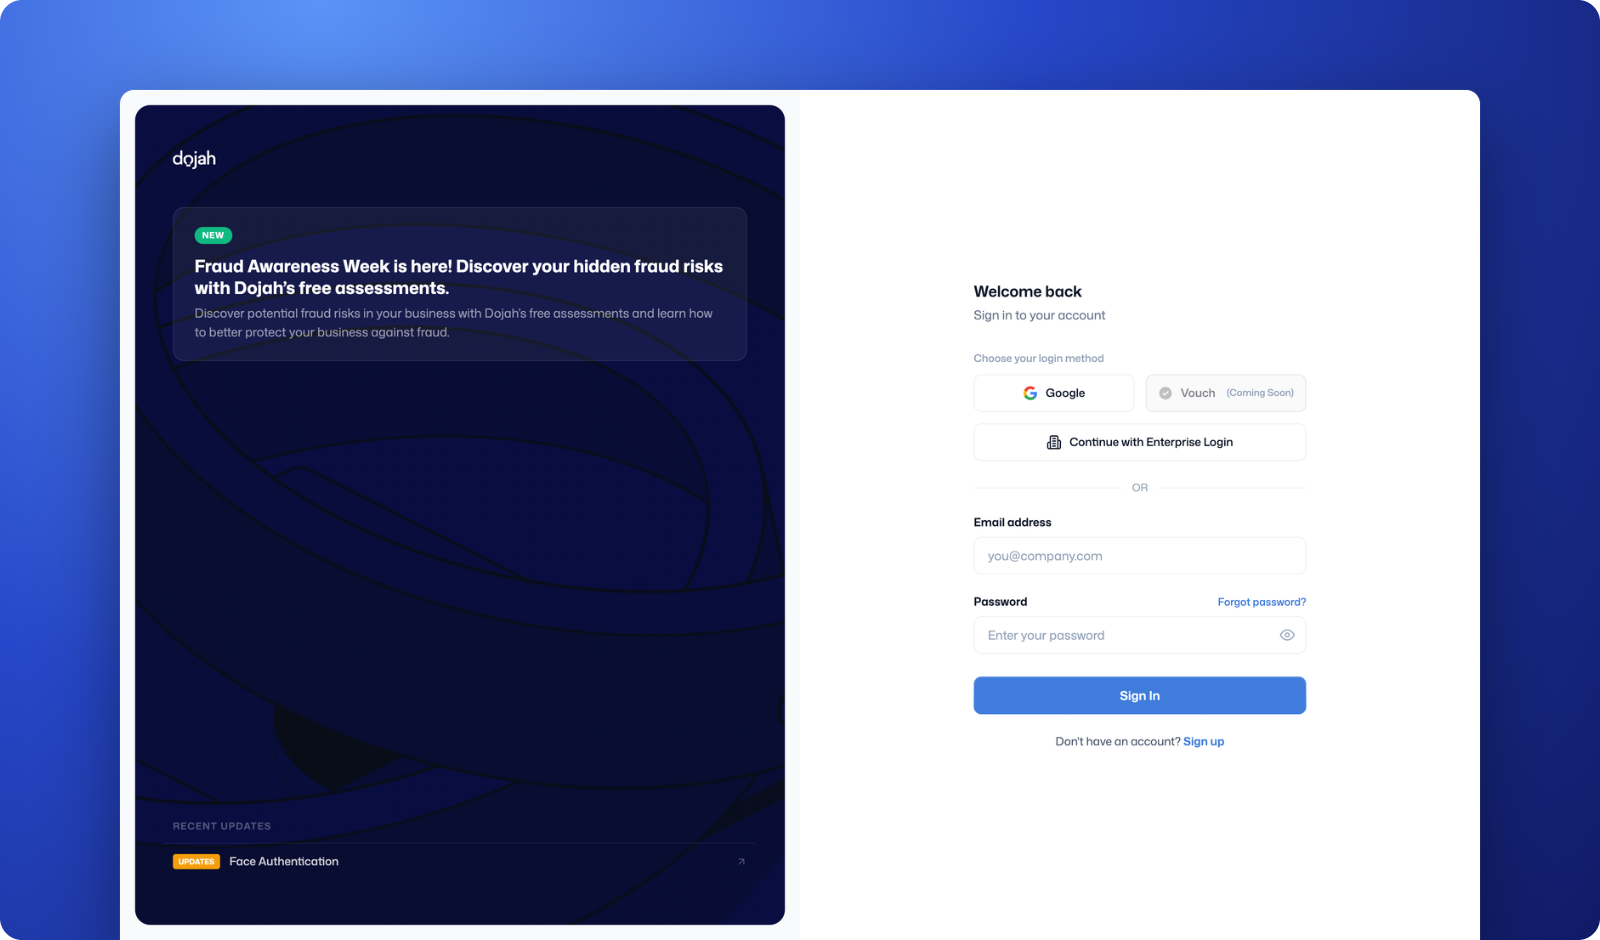 dojah
NEW
Fraud Awareness Week is here! Discover your hidden fraud risks
with Dojah’s free assessments.
Discover potential fraud risks in your business with Dojah’s free assessments and learn how
to better protect your business against fraud.
RECENT UPDATES
UPDATES Face Authentication
Welcome back
Sign in to your account
Choose your login method
Google
Vouch (Coming Soon)
Continue with Enterprise Login
OR
Email address
you@company.com
Password Forgot password?
Enter your password
Sign In
Don't have an account? Sign up